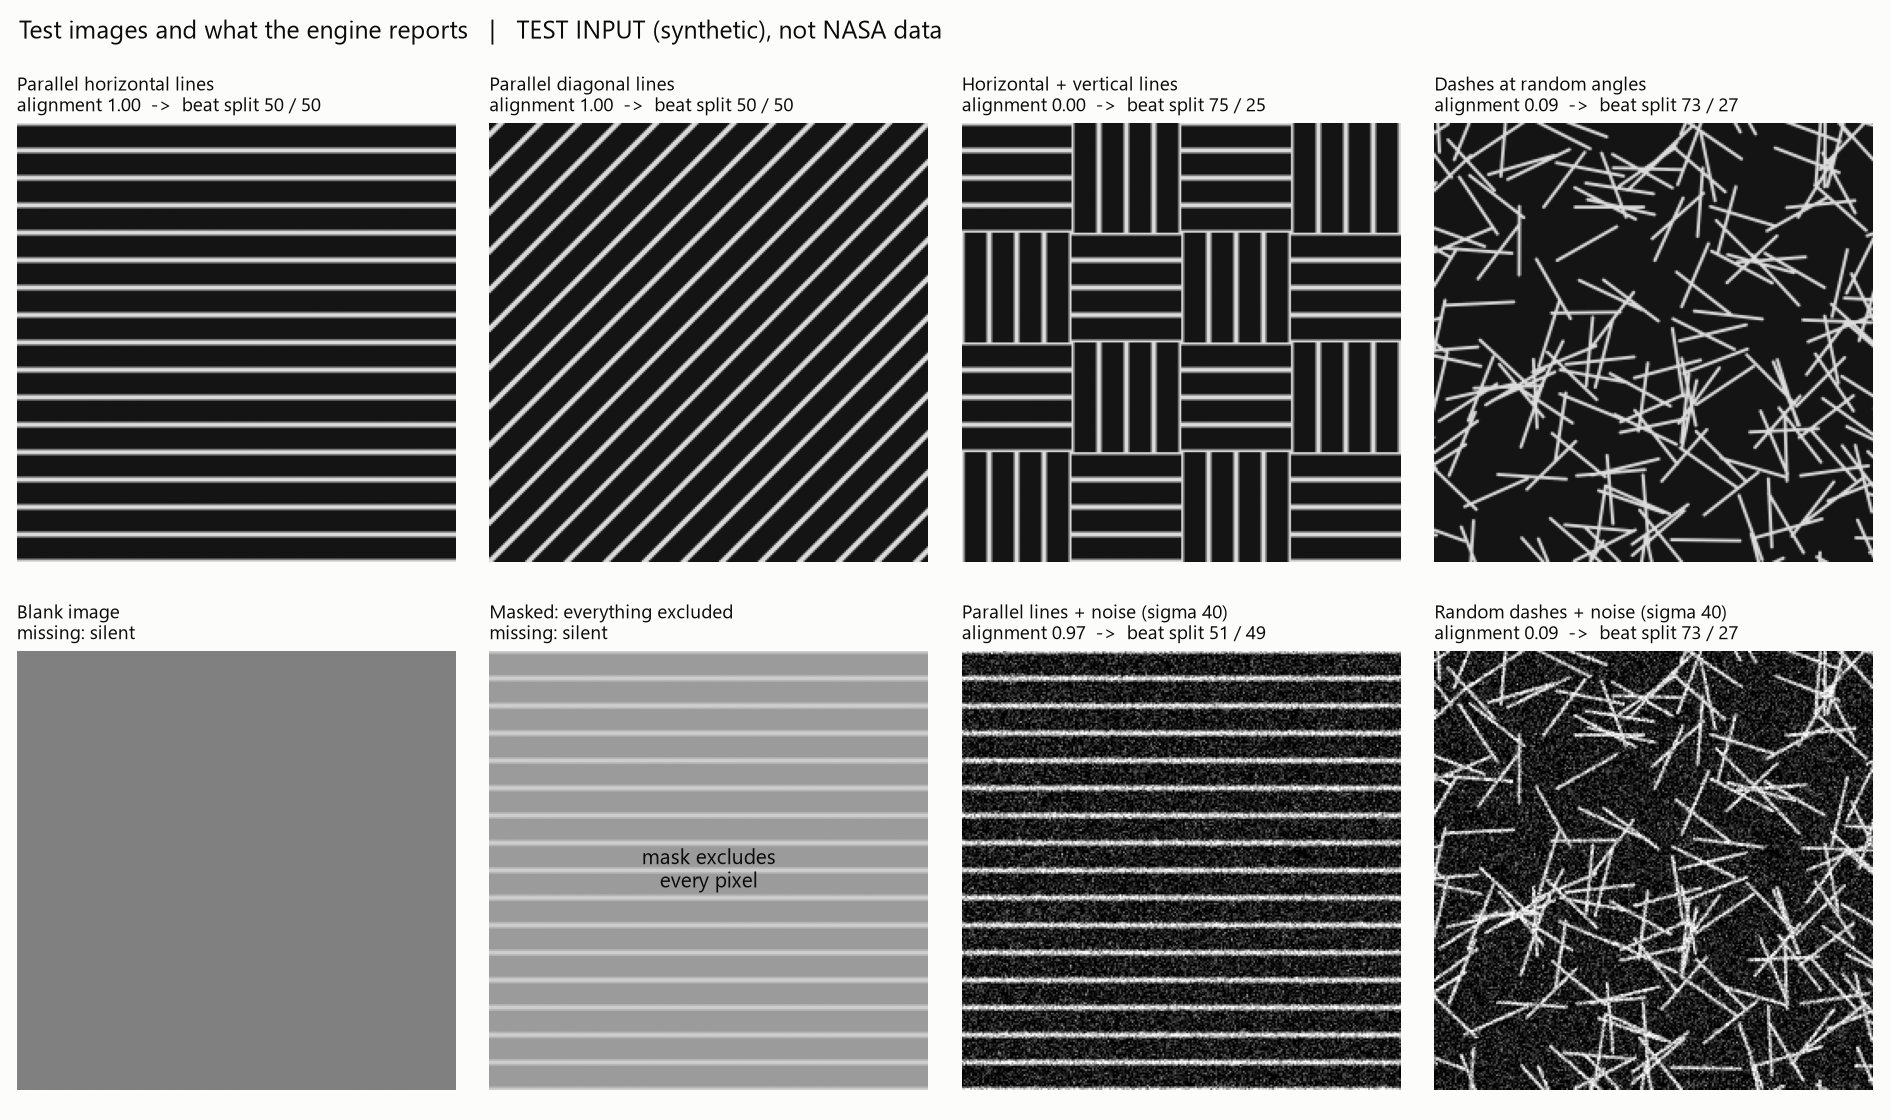 Test images and what the engine reports | TEST INPUT (synthetic), not NASA data
Parallel horizontal lines
alignment 1.00 -> beat split 50 / 50
Parallel diagonal lines
alignment 1.00 -> beat split 50 / 50
Horizontal + vertical lines
alignment 0.00 -> beat split 75 / 25
Dashes at random angles
alignment 0.09 -> beat split 73 / 27
Blank image
missing: silent
Masked: everything excluded
missing: silent
mask excludes
every pixel
Parallel lines + noise (sigma 40)
alignment 0.97 -> beat split 51 / 49
Random dashes + noise (sigma 40)
alignment 0.09 -> beat split 73 / 27